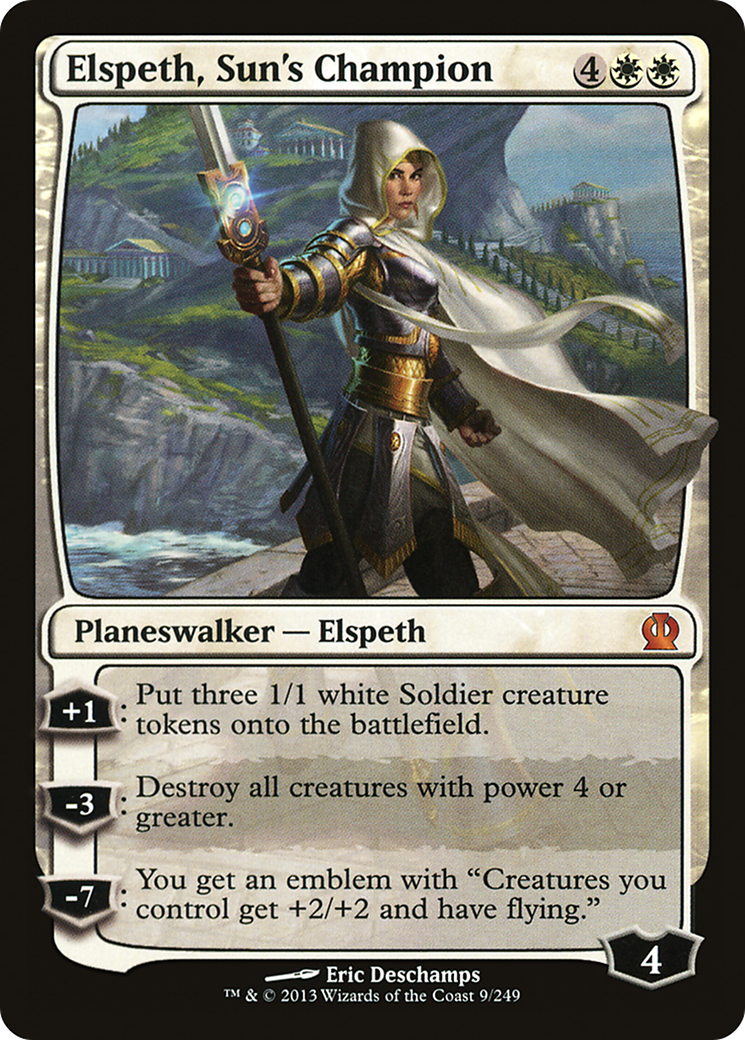 Elspeth, Sun's Champion 4
Planeswalker — Elspeth
+1: Put three 1/1 white Soldier creature
tokens onto the battlefield.
-3: Destroy all creatures with power 4 or
greater.
-7: You get an emblem with “Creatures you
control get +2/+2 and have flying.”
4
Eric Deschamps
™ & © 2013 Wizards of the Coast 9/249